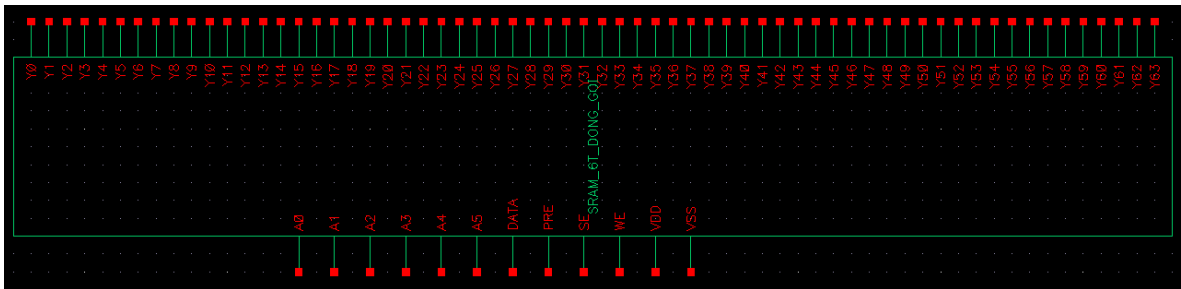 Y0
Y1
Y2
Y3
Y4
Y5
Y6
Y7
Y8
Y9
Y10
Y11
Y12
Y13
Y14
Y15
Y16
Y17
Y18
Y19
Y20
Y21
Y22
Y23
Y24
Y25
Y26
Y27
Y28
Y29
Y30
Y31
Y32
Y33
Y34
Y35
Y36
Y37
Y38
Y39
Y40
Y41
Y42
Y43
Y44
Y45
Y46
Y47
Y48
Y49
Y50
Y51
Y52
Y53
Y54
Y55
Y56
Y57
Y58
Y59
Y60
Y61
Y62
Y63
SRAM_6T_DONG_GOI
A0
A1
A2
A3
A4
A5
DATA
PRE
SE
WE
VDD
VSS